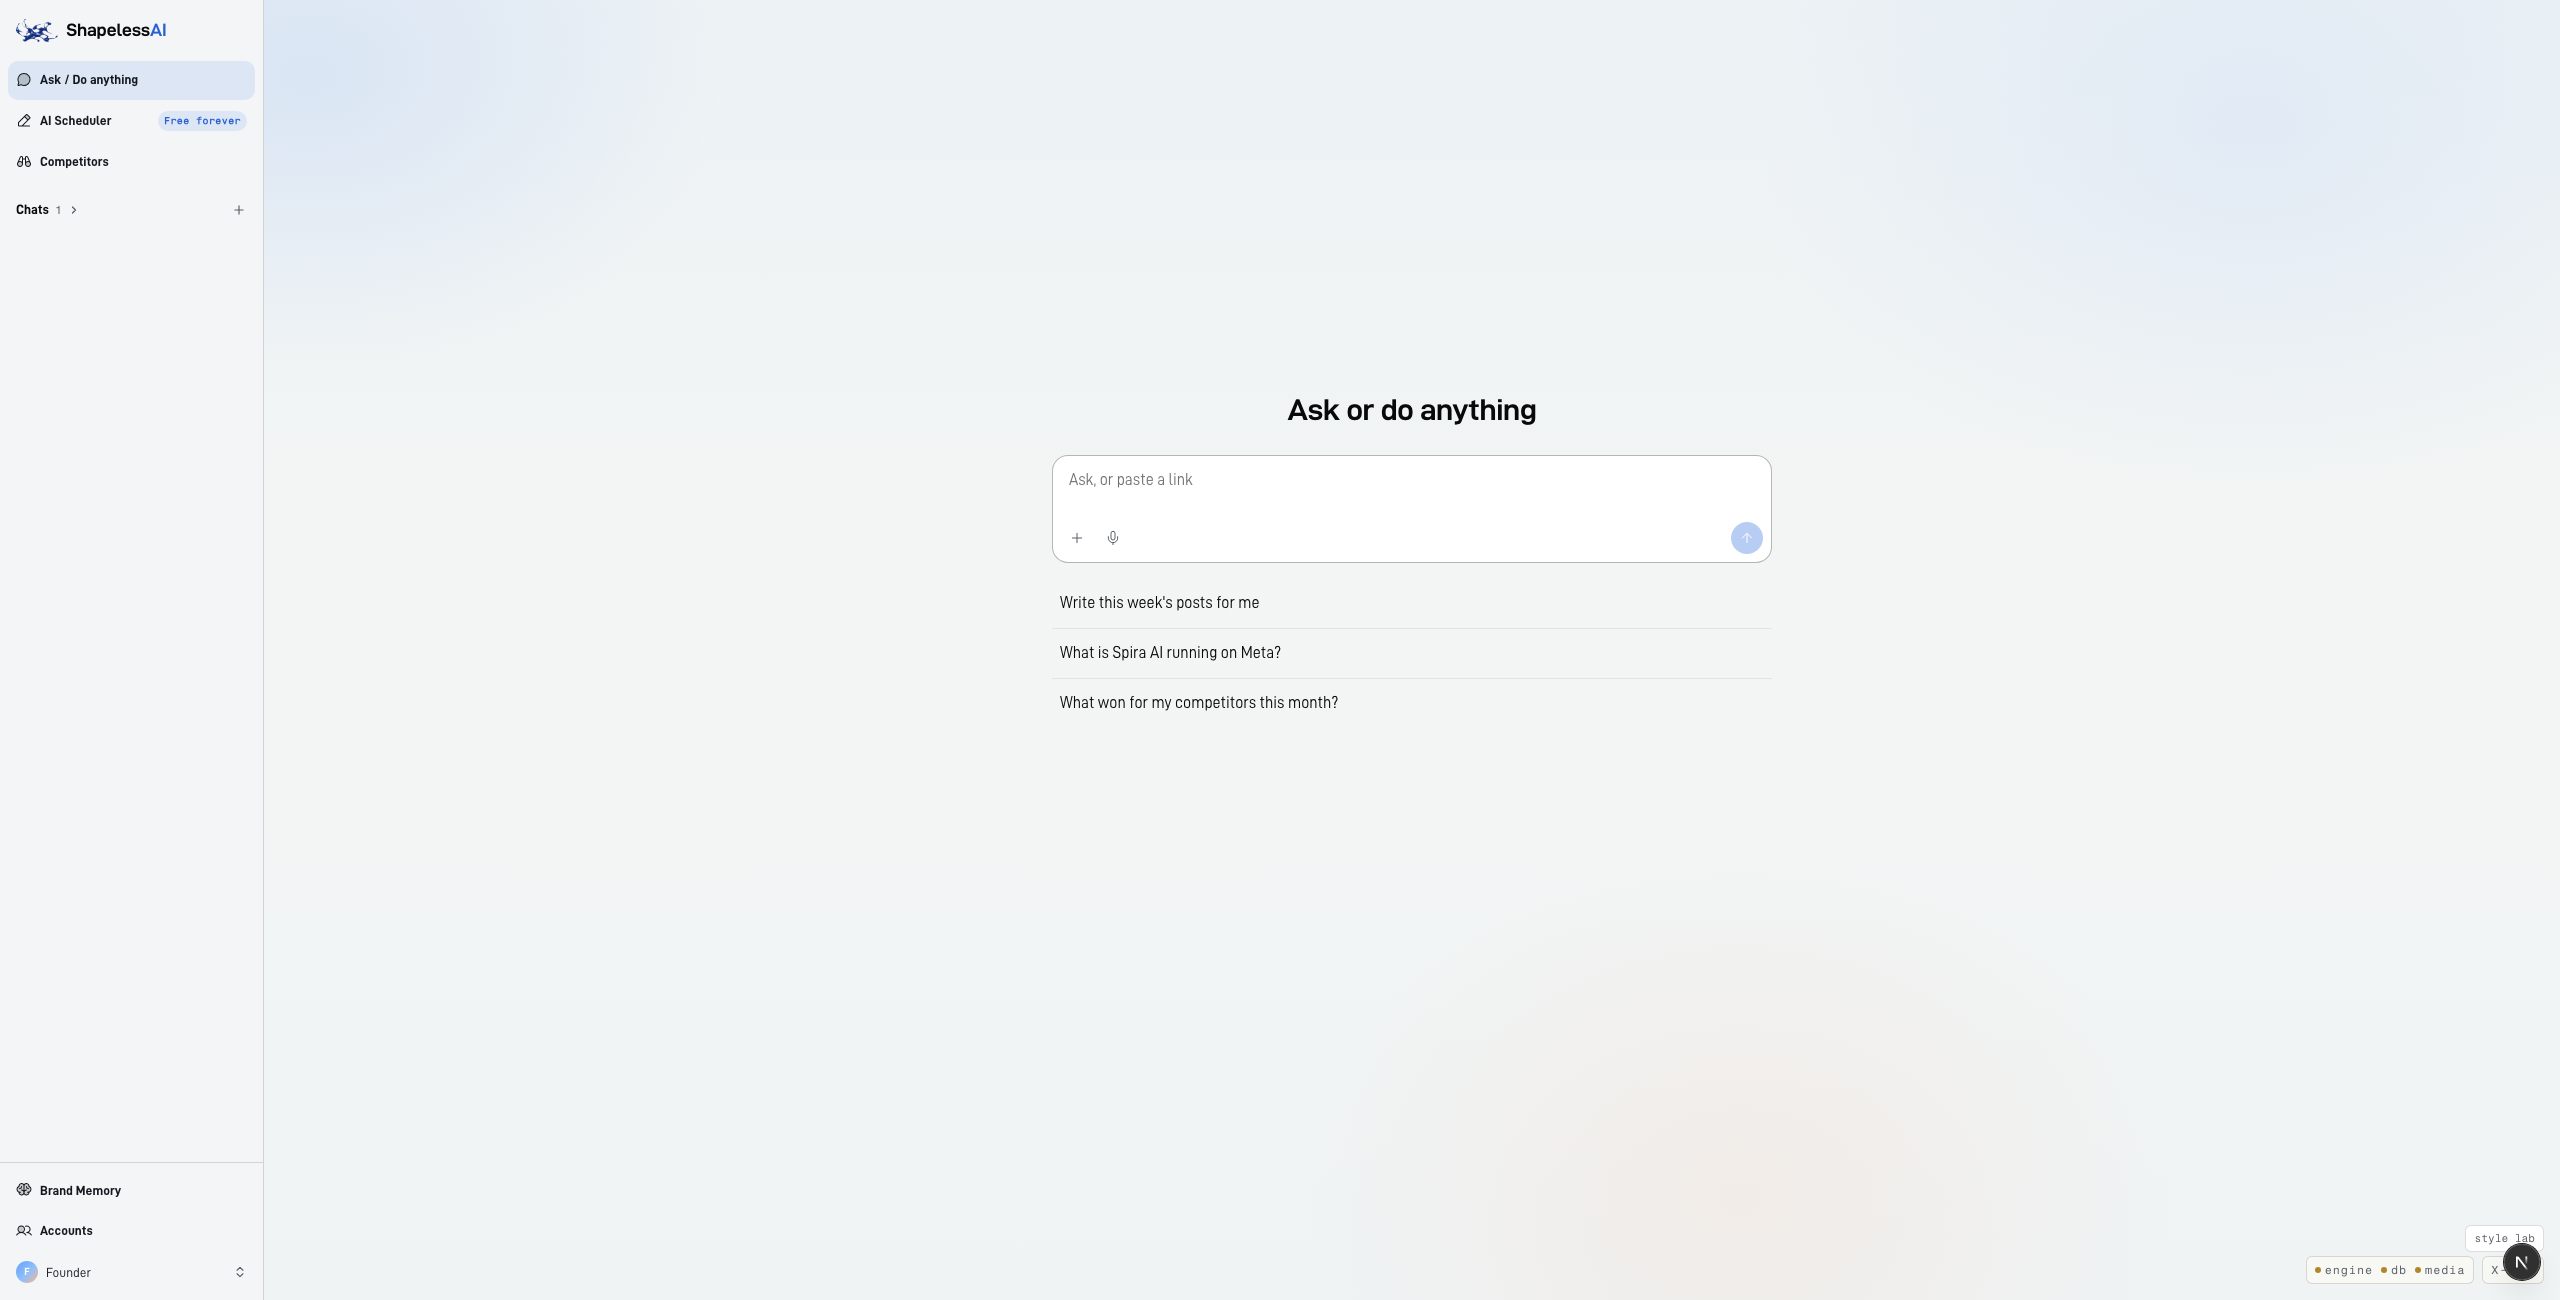 ShapelessAI
Ask / Do anything
AI Scheduler
Free forever
Competitors
Chats 1
Ask or do anything
Ask, or paste a link
Write this week's posts for me
What is Spira AI running on Meta?
What won for my competitors this month?
Brand Memory
Accounts
F Founder
style lab
engine db media
X
N